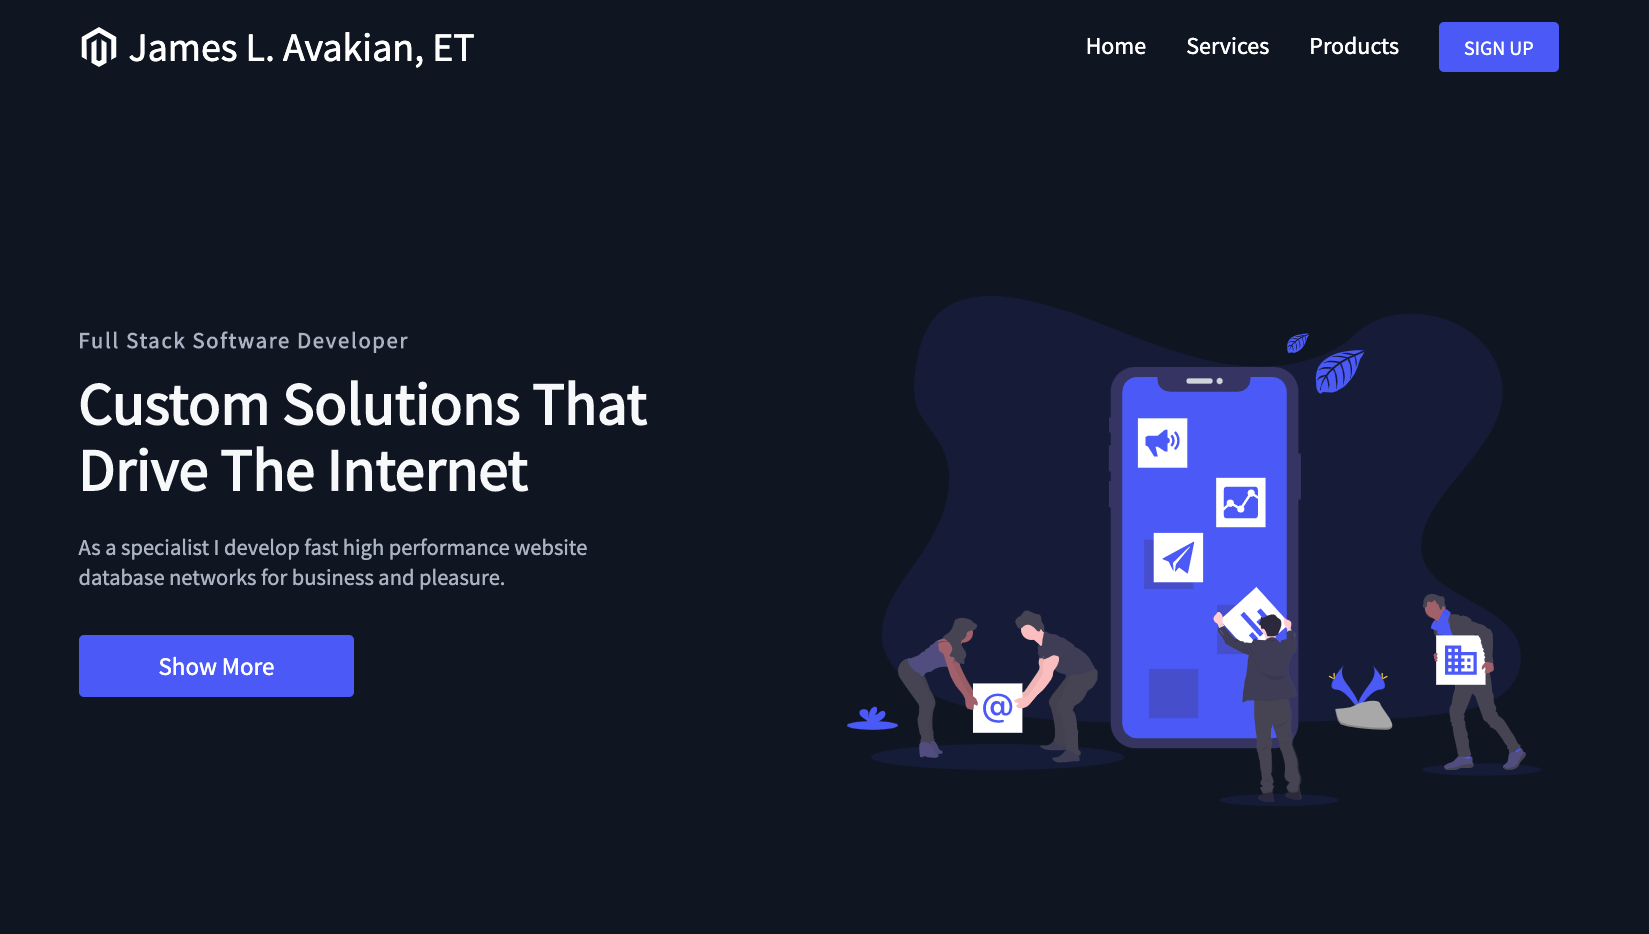 James L. Avakian, ET
Home
Services
Products
SIGN UP
Full Stack Software Developer
Custom Solutions That
Drive The Internet
As a specialist I develop fast high performance website
database networks for business and pleasure.
Show More
@